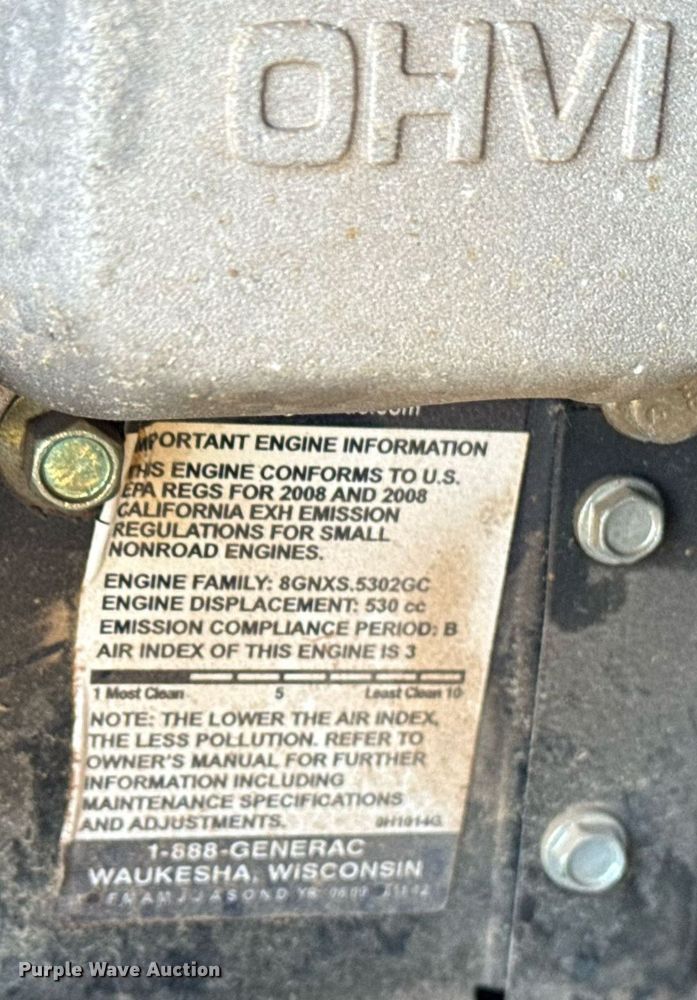 OHVI
IMPORTANT ENGINE INFORMATION
THIS ENGINE CONFORMS TO U.S.
EPA REGS FOR 2008 AND 2008
CALIFORNIA EXH EMISSION
REGULATIONS FOR SMALL
NONROAD ENGINES.
ENGINE FAMILY: 8GNXS.5302GC
ENGINE DISPLACEMENT: 530 cc
EMISSION COMPLIANCE PERIOD: B
AIR INDEX OF THIS ENGINE IS 3
1 Most Clean 5 Least Clean 10
NOTE: THE LOWER THE AIR INDEX,
THE LESS POLLUTION. REFER TO
OWNER'S MANUAL FOR FURTHER
INFORMATION INCLUDING
MAINTENANCE SPECIFICATIONS
AND ADJUSTMENTS. 0H1014G
1-888-GENERAC
WAUKESHA, WISCONSIN
F M A M J J A S O N D YR
Purple Wave Auction